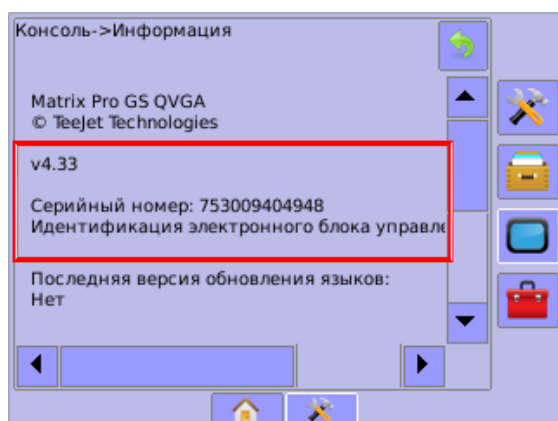 Консоль->Информация
Matrix Pro GS QVGA
© TeeJet Technologies
v4.33
Серийный номер: 753009404948
Идентификация электронного блока управле
Последняя версия обновления языков:
Нет